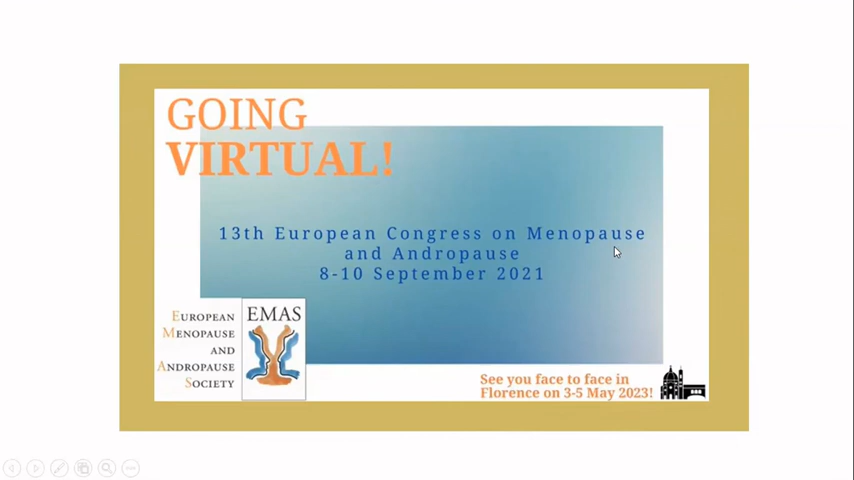 GOING
VIRTUAL!
13th European Congress on Menopause
and Andropause
8-10 September 2021
EUROPEAN
MENOPAUSE
AND
ANDROPAUSE
SOCIETY
EMAS
See you face to face in
Florence on 3-5 May 2023!